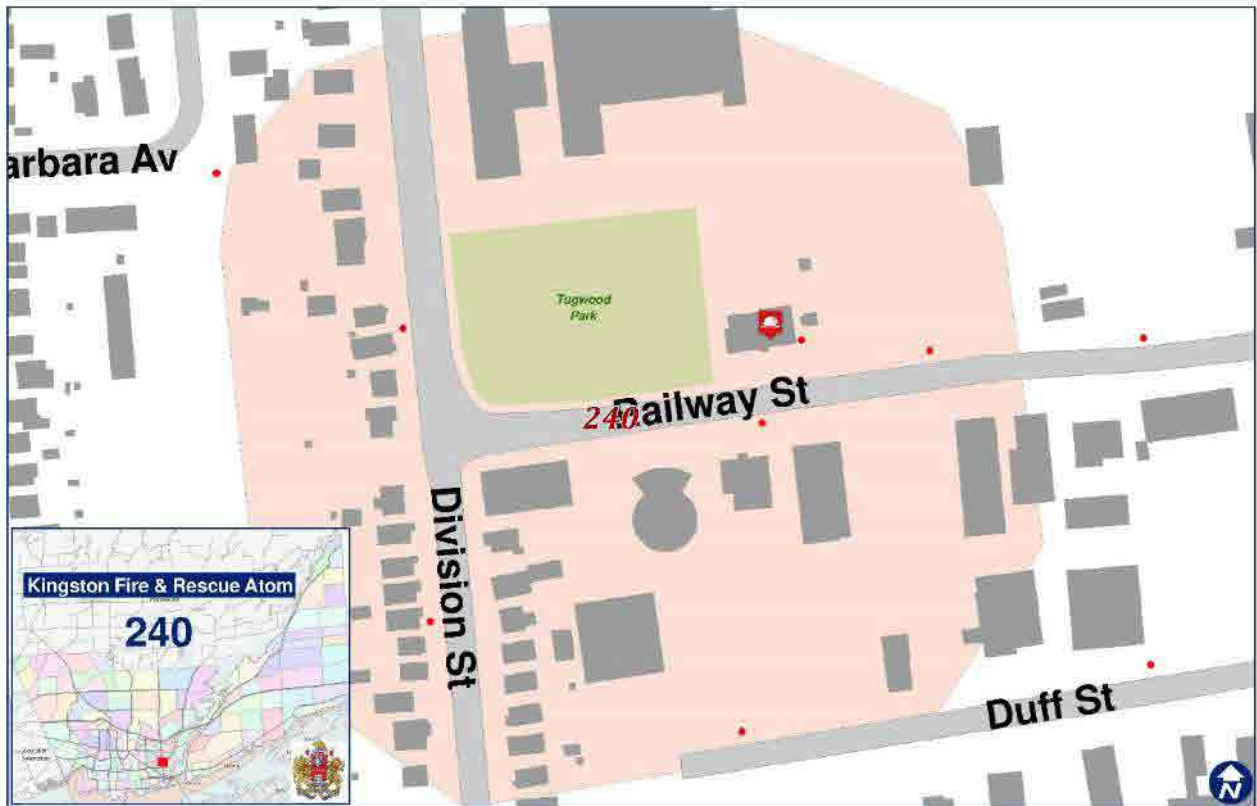 arbara Av
Tugwood
Park
240
Railway St
Division St
Duff St
Kingston Fire & Rescue Atom
240
N